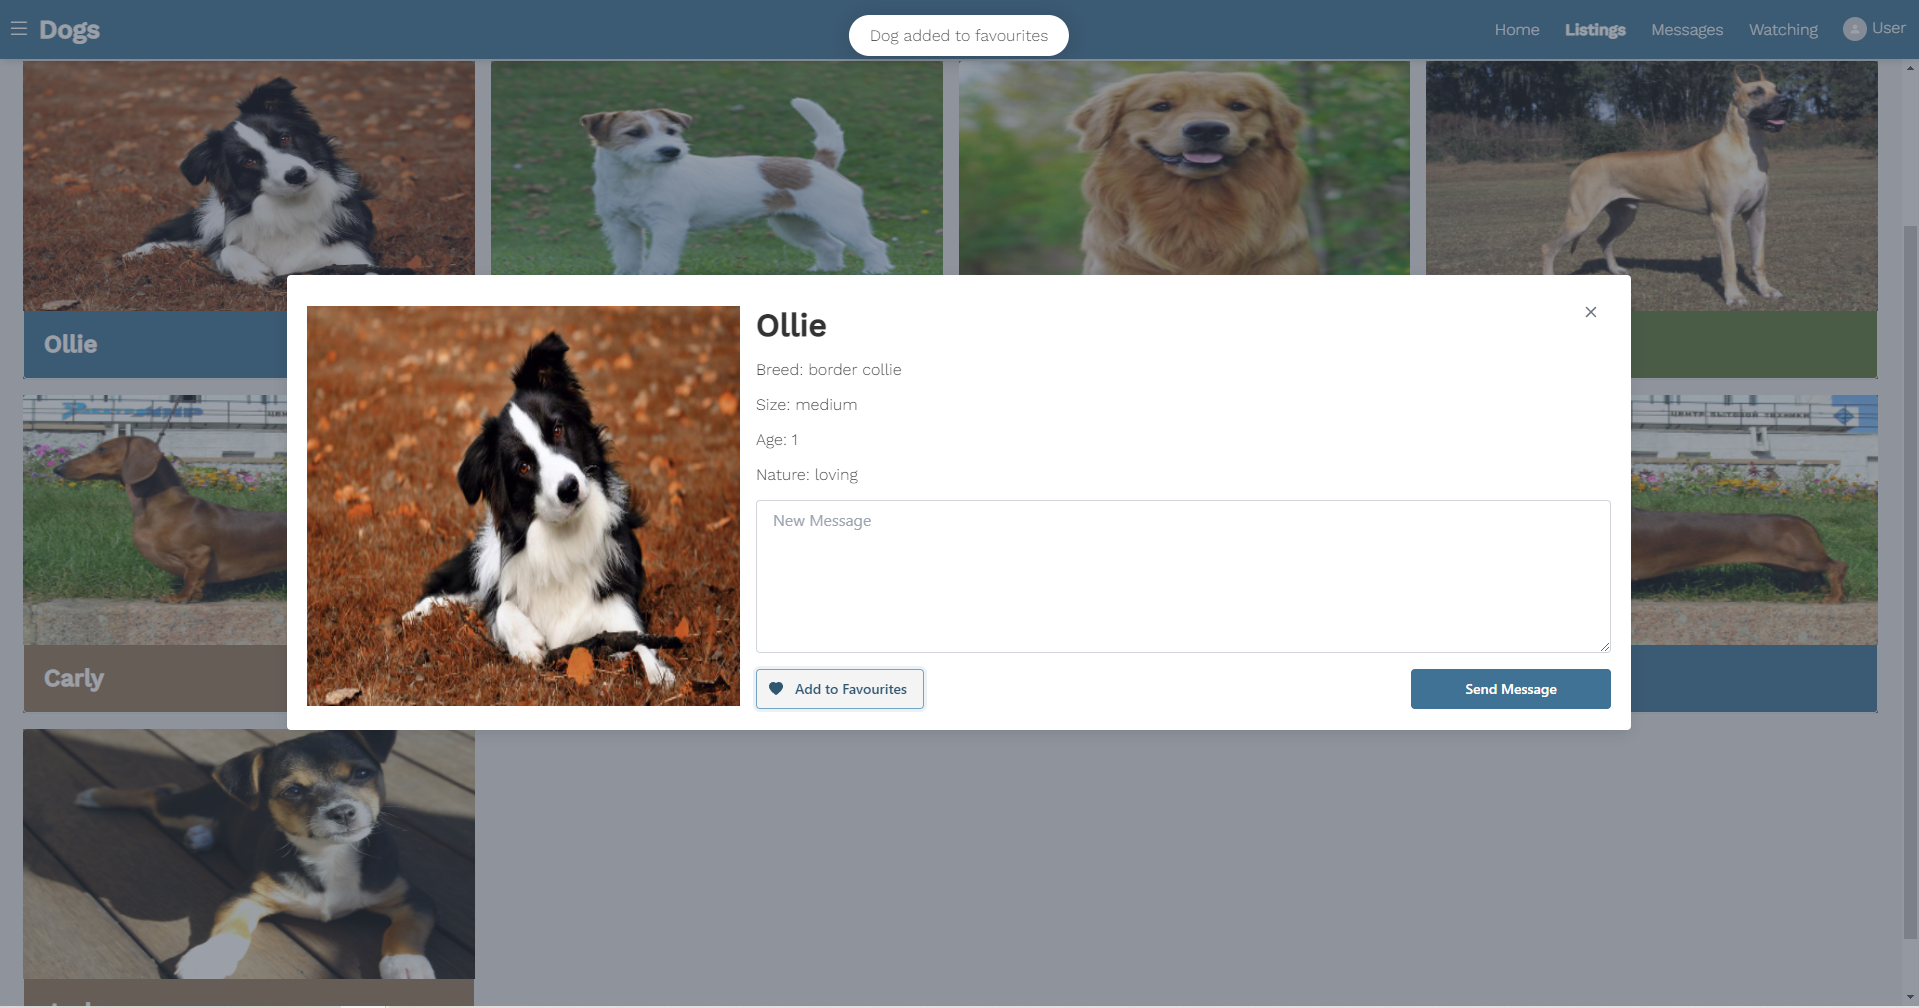 Dogs
Dog added to favourites
Home
Listings
Messages
Watching
User
Ollie
Ollie
Breed: border collie
Size: medium
Age: 1
Nature: loving
New Message
Add to Favourites
Send Message
Carly